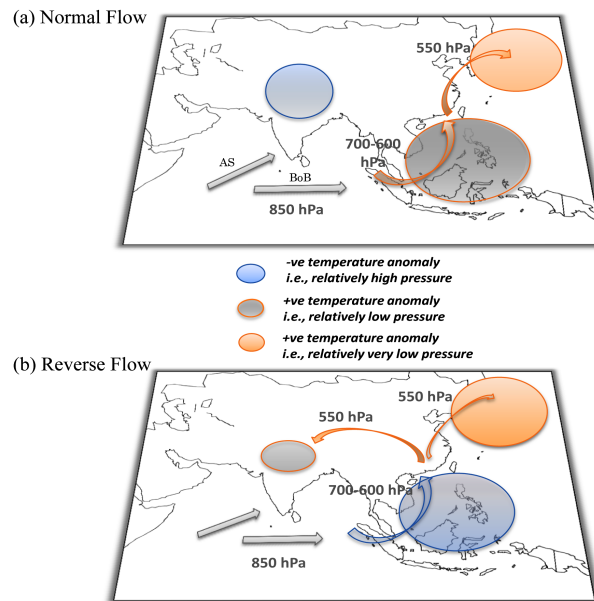 (a) Normal Flow
550 hPa
700-600
hPa
AS
BoB
850 hPa
-ve temperature anomaly
i.e., relatively high pressure
+ve temperature anomaly
i.e., relatively low pressure
+ve temperature anomaly
i.e., relatively very low pressure
(b) Reverse Flow
550 hPa
550 hPa
700-600 hPa
850 hPa